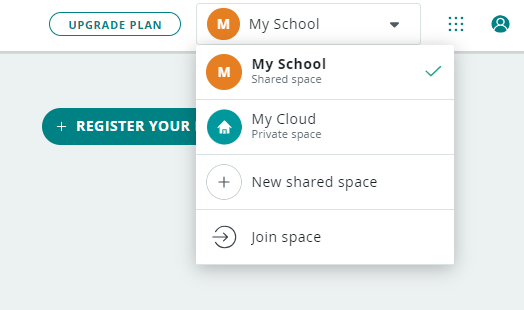 UPGRADE PLAN
M My School
+ REGISTER YOUR
M My School
Shared space
My Cloud
Private space
New shared space
Join space